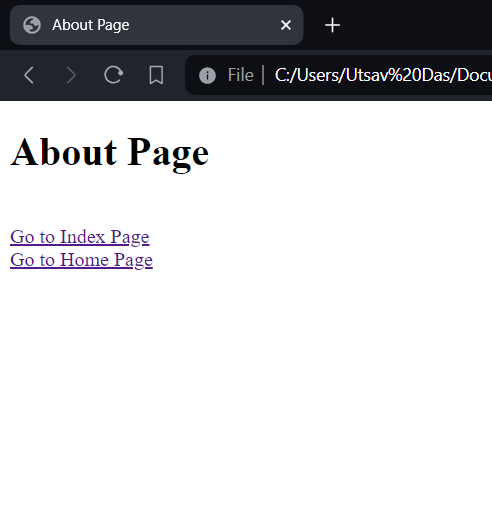 About Page
File C:/Users/Utsav%20Das/Docu
About Page
Go to Index Page
Go to Home Page